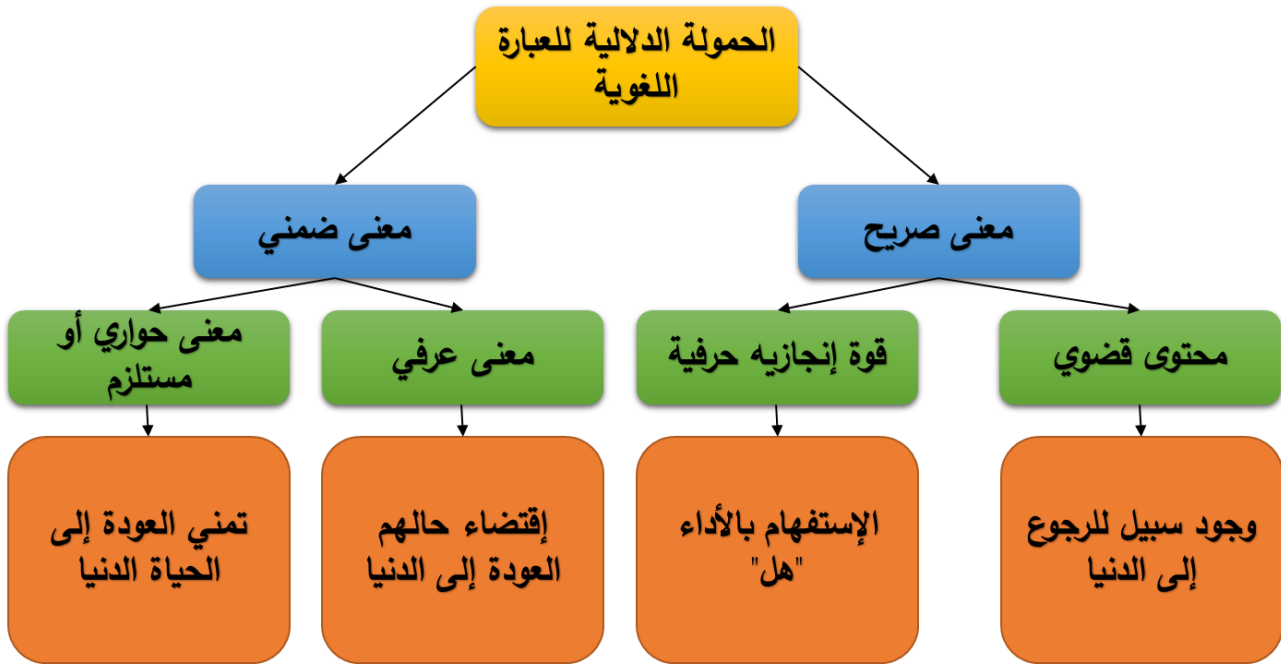 الحمولة الدلالية للعبارة
اللغوية
معنى صريح
معنى ضمني
محتوى قضوي
قوة إنجازيه حرفية
معنى عرفي
معنى حواري أو
مستلزم
وجود سبيل للرجوع
إلى الدنيا
الإستفهام بالأداء
"هل"
إقتضاء حالهم
العودة إلى الدنيا
تمني العودة إلى
الحياة الدنيا